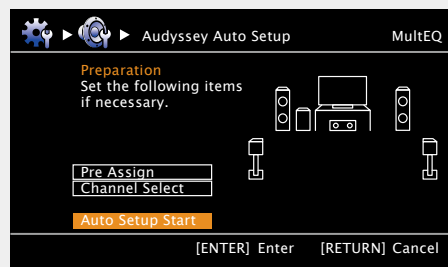 Audyssey Auto Setup MultEQ
Preparation
Set the following items
if necessary.
Pre Assign
Channel Select
Auto Setup Start
[ENTER] Enter [RETURN] Cancel